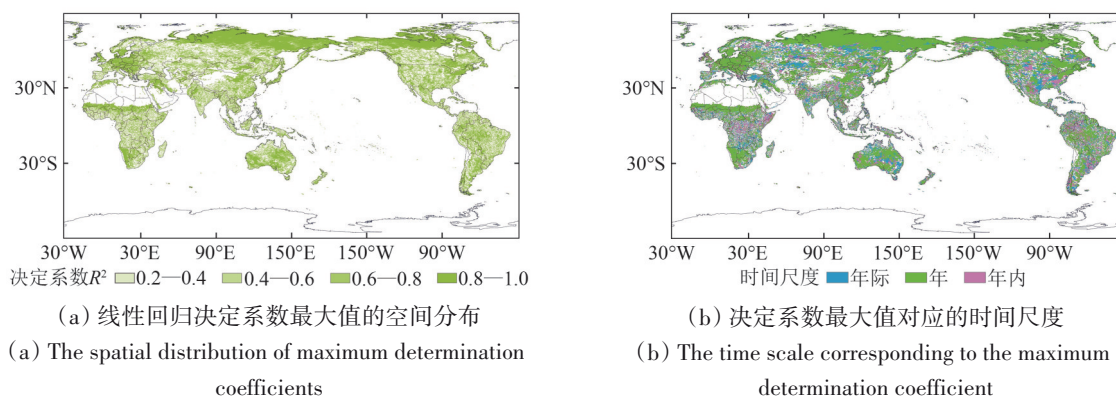 30°N
30°S
30°W 30°E 90°E 150°E 150°W 90°W
决定系数R² 0.2—0.4 0.4—0.6 0.6—0.8 0.8—1.0
(a) 线性回归决定系数最大值的空间分布
(a) The spatial distribution of maximum determination
coefficients
30°N
30°S
30°W 30°E 90°E 150°E 150°W 90°W
时间尺度 年际 年 年内
(b) 决定系数最大值对应的时间尺度
(b) The time scale corresponding to the maximum
determination coefficient